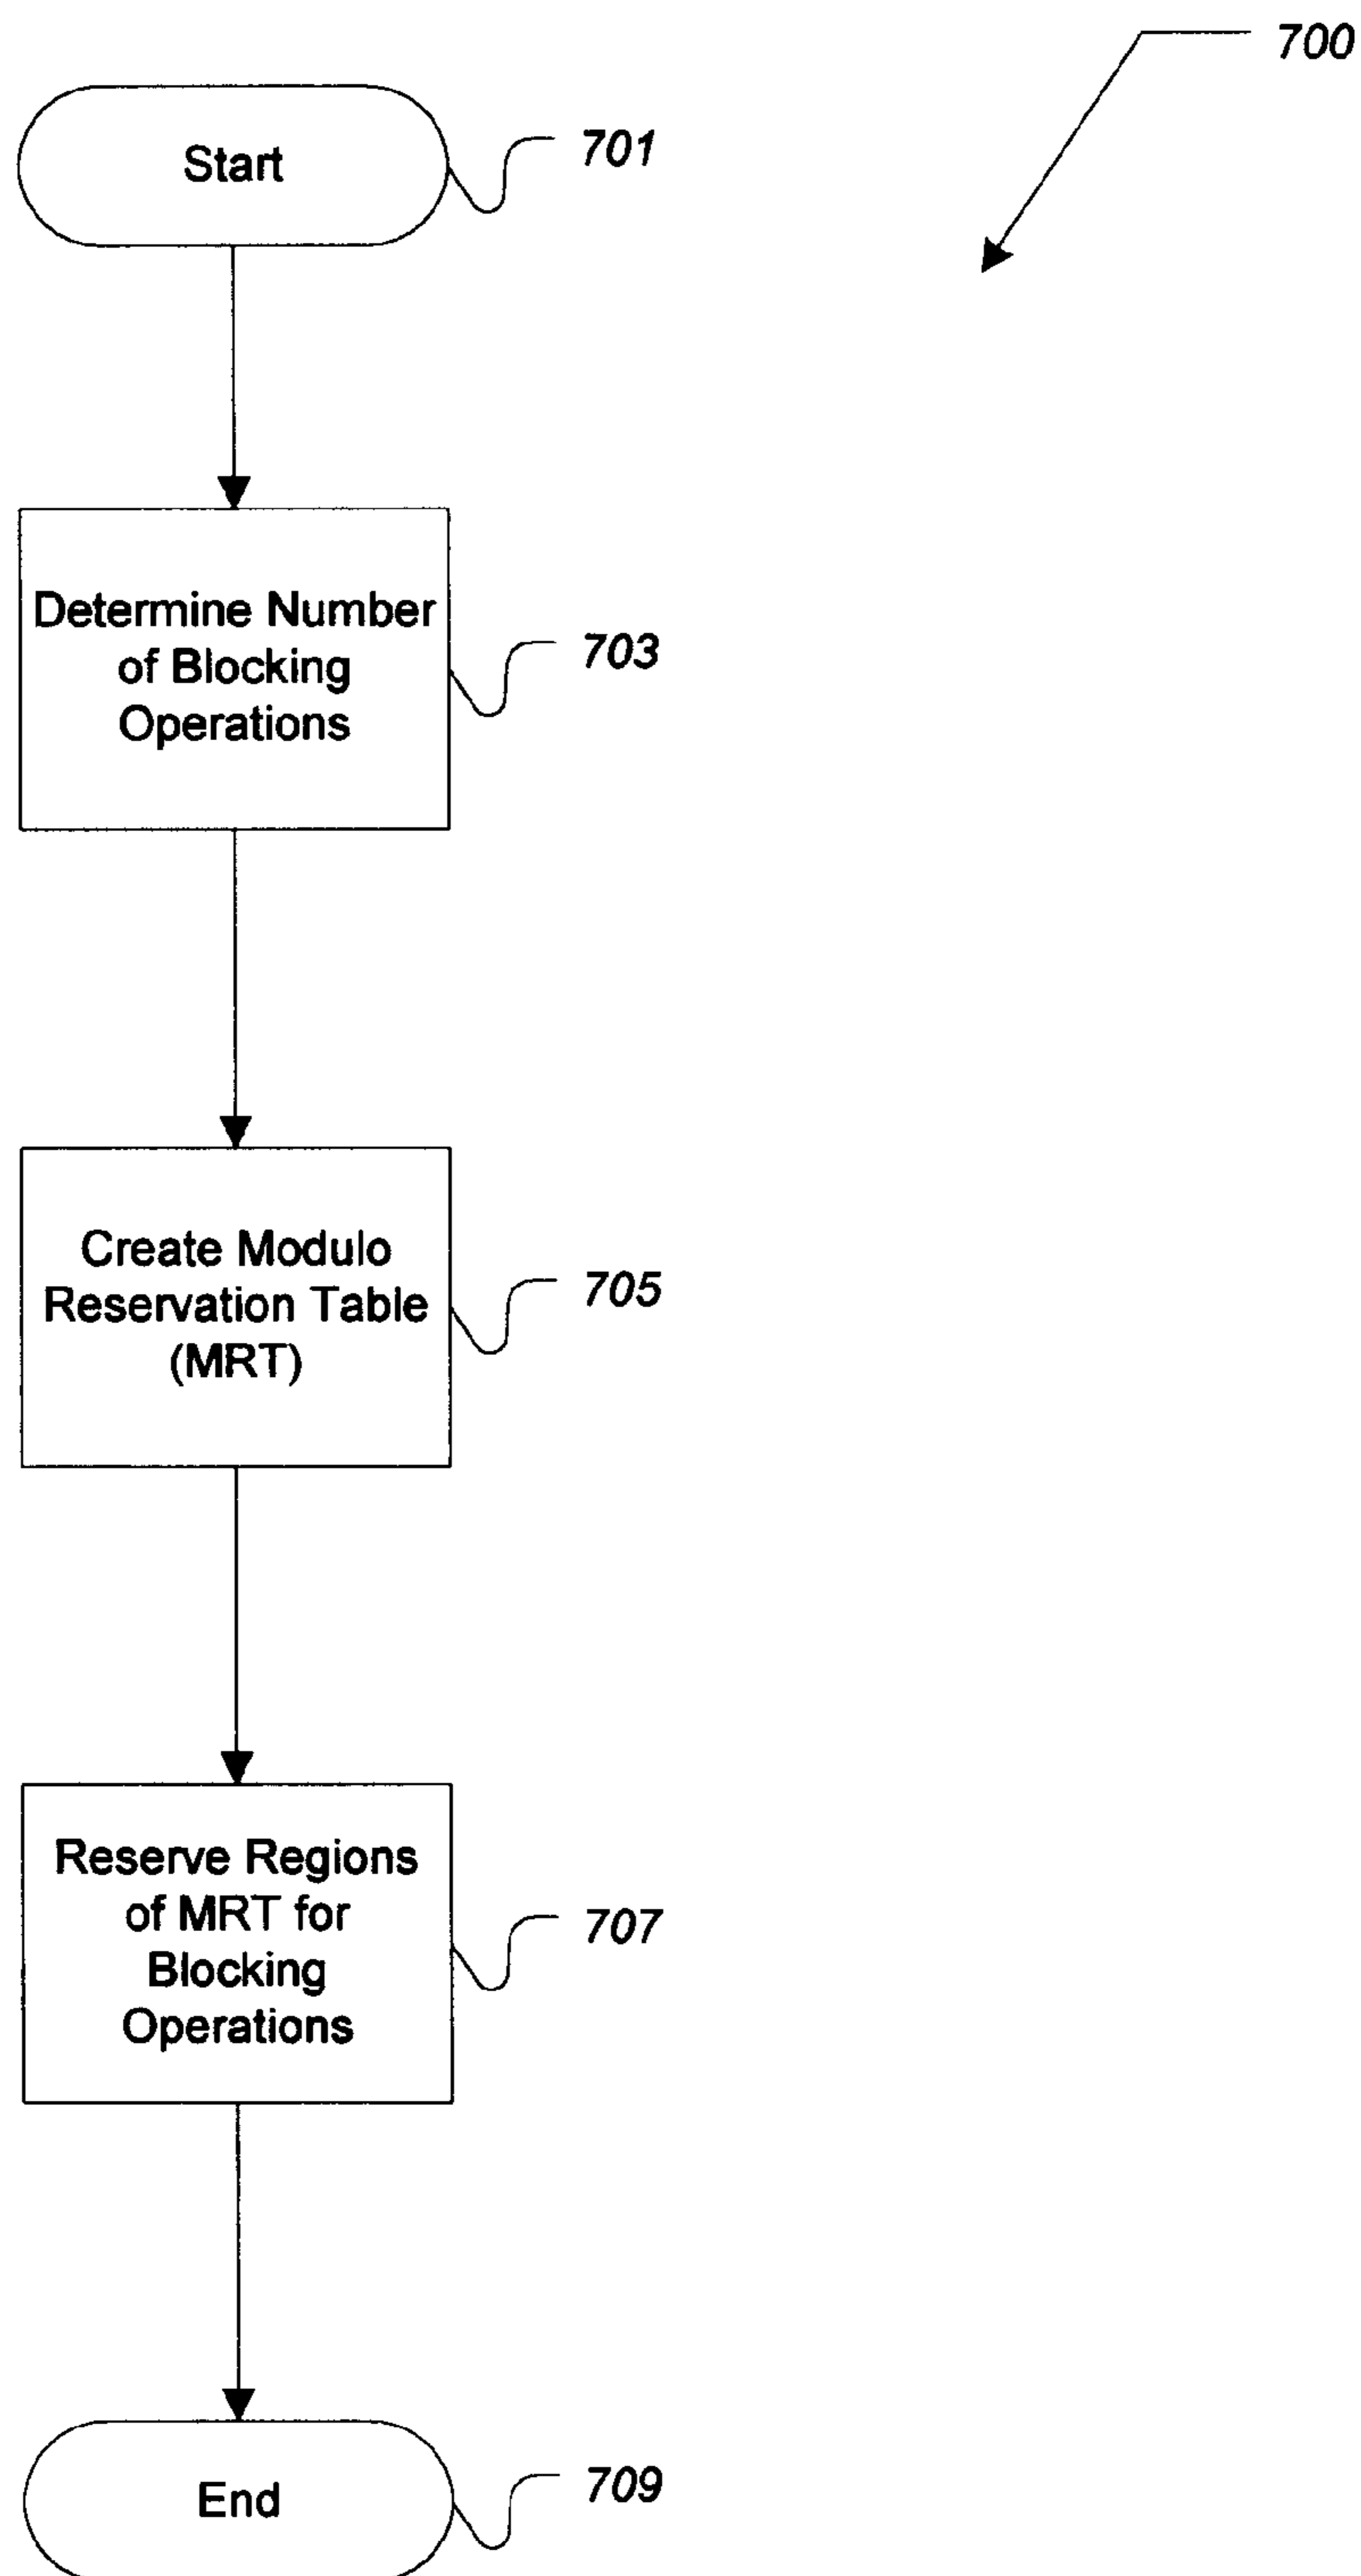 700
Start
701
Determine Number
of Blocking
Operations
703
Create Modulo
Reservation Table
(MRT)
705
Reserve Regions
of MRT for
Blocking
Operations
707
End
709